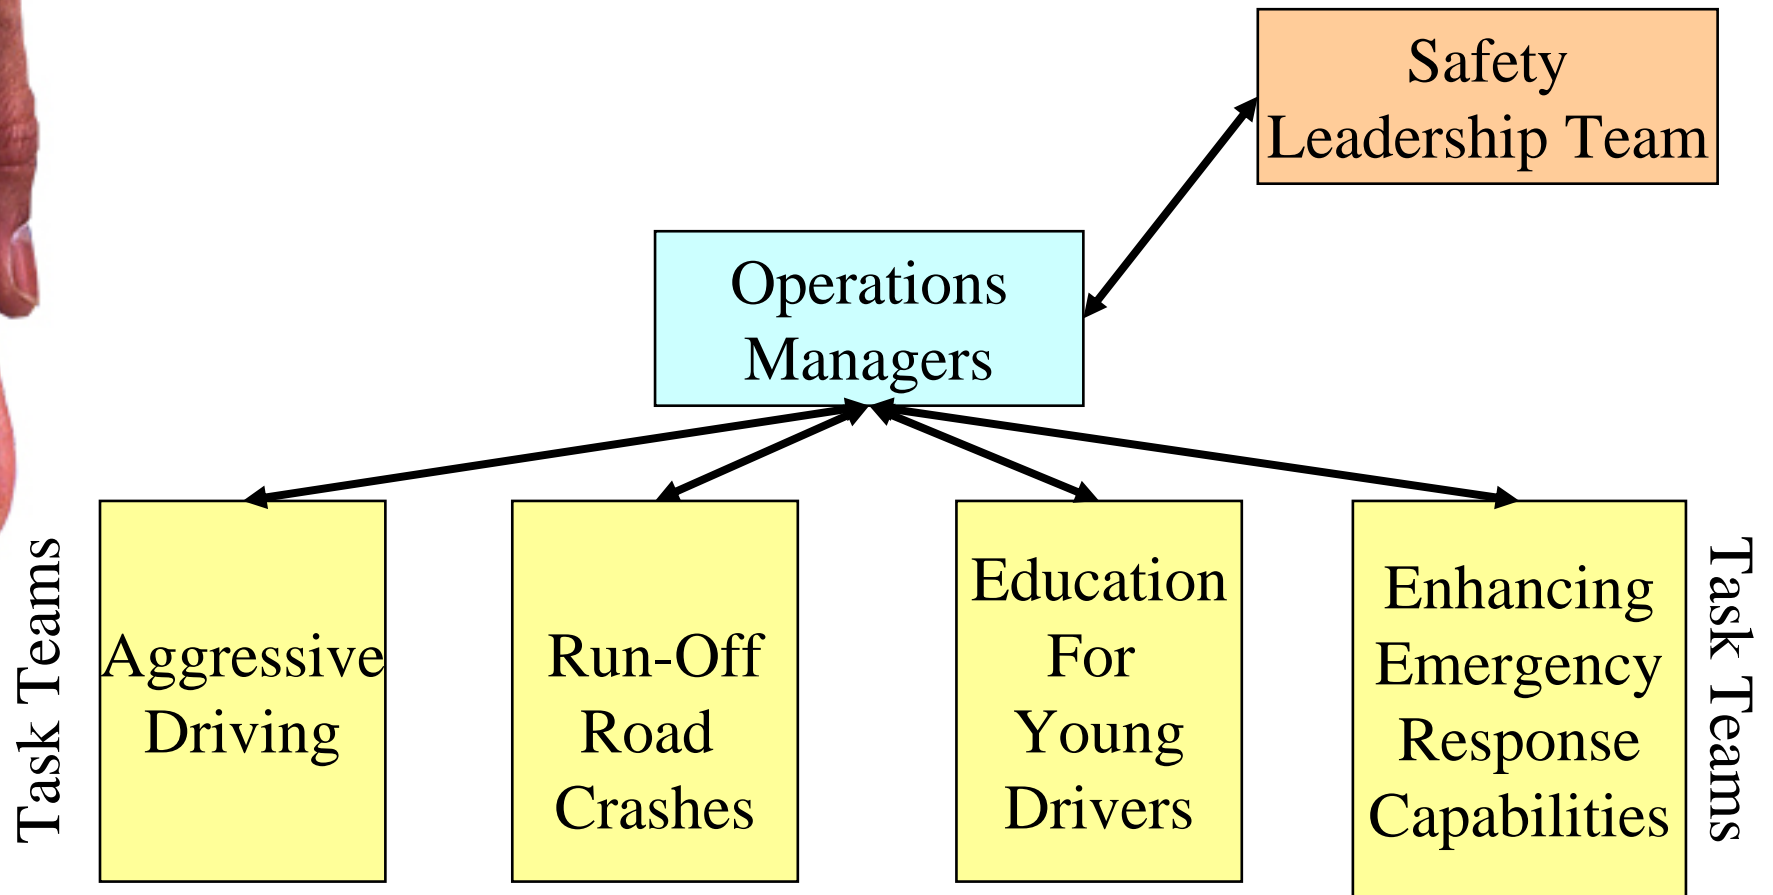 Safety
Leadership Team
Operations
Managers
Task Teams
Aggressive
Driving
Run-Off
Road
Crashes
Education
For
Young
Drivers
Enhancing
Emergency
Response
Capabilities
Task Teams